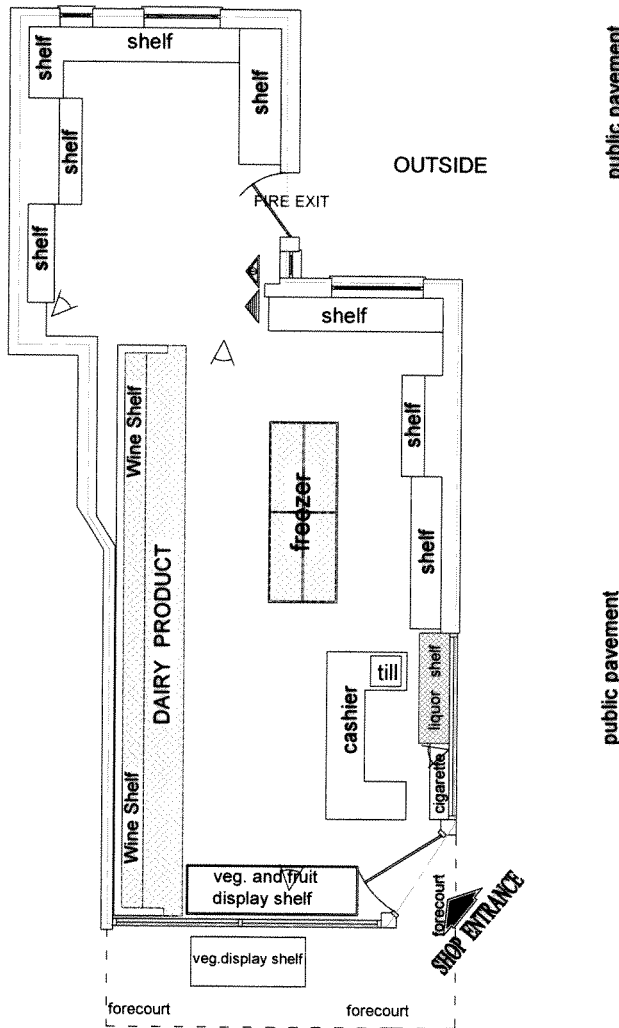 shelf
shelf
shelf
public pavement
shelf
OUTSIDE
FIRE EXIT
shelf
shelf
Wine Shelf
shelf
freezer
DAIRY PRODUCT
shelf
public pavement
liquor shelf
till
cashier
cigarette
Wine Shelf
veg. and fruit
display shelf
forecourt
SHOP ENTRANCE
veg.display shelf
forecourt
forecourt